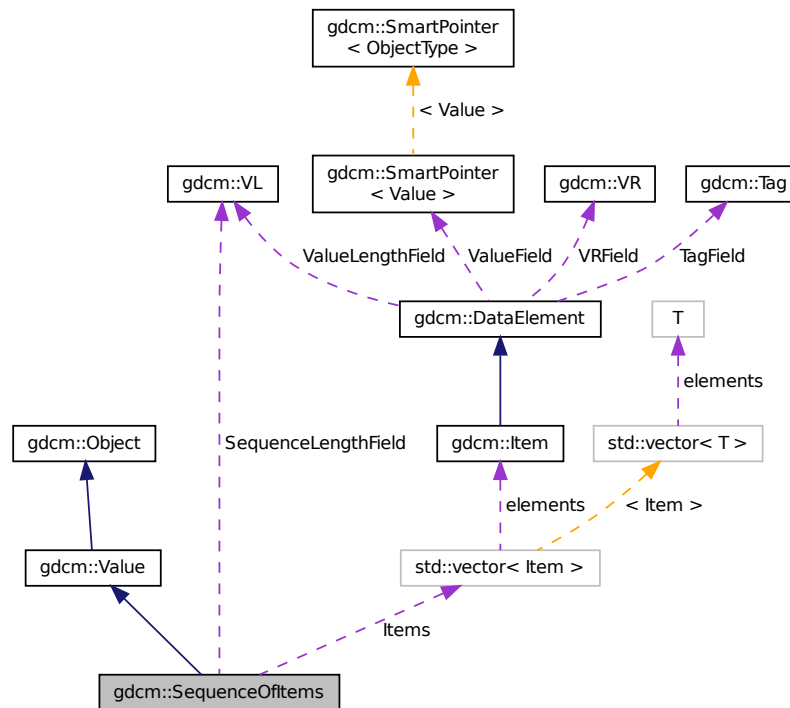 gdcm::SmartPointer
< ObjectType >
< Value >
gdcm::VL
gdcm::SmartPointer
< Value >
gdcm::VR
gdcm::Tag
ValueLengthField
ValueField
VRField
TagField
gdcm::DataElement
T
elements
gdcm::Object
SequenceLengthField
gdcm::Item
std::vector< T >
elements
< Item >
gdcm::Value
std::vector< Item >
Items
gdcm::SequenceOfItems